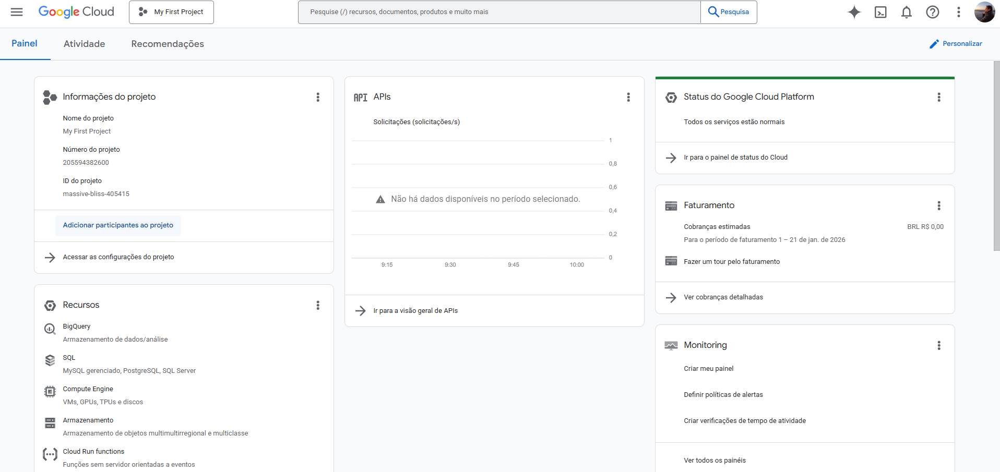 Google Cloud
My First Project
Pesquise (/) recursos, documentos, produtos e muito mais
Pesquisa
Painel
Atividade
Recomendações
Personalizar
Informações do projeto
Nome do projeto
My First Project
Número do projeto
205594382600
ID do projeto
massive-bliss-405415
Adicionar participantes ao projeto
Acessar as configurações do projeto
Recursos
BigQuery
Armazenamento de dados/análise
SQL
MySQL gerenciado, PostgreSQL, SQL Server
Compute Engine
VMs, GPUs, TPUs e discos
Armazenamento
Armazenamento de objetos multimultirregional e multiclasse
Cloud Run functions
Funções sem servidor orientadas a eventos
API APIs
Solicitações (solicitações/s)
1
0,8
0,6
Não há dados disponíveis no período selecionado.
0,4
0,2
0
9:15 9:30 9:45 10:00
Ir para a visão geral de APIs
Status do Google Cloud Platform
Todos os serviços estão normais
Ir para o painel de status do Cloud
Faturamento
Cobranças estimadas BRL R$ 0,00
Para o período de faturamento 1 – 21 de jan. de 2026
Fazer um tour pelo faturamento
Ver cobranças detalhadas
Monitoring
Criar meu painel
Definir políticas de alertas
Criar verificações de tempo de atividade
Ver todos os painéis